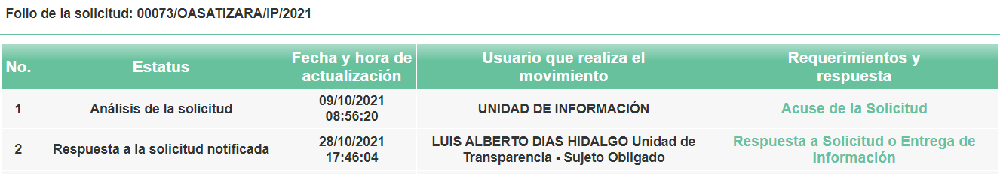 Folio de la solicitud: 00073/OASATIZARA/IP/2021
No. Estatus Fecha y hora de actualización Usuario que realiza el movimiento Requerimientos y respuesta
1 Análisis de la solicitud 09/10/2021 08:56:20 UNIDAD DE INFORMACIÓN Acuse de la Solicitud
2 Respuesta a la solicitud notificada 28/10/2021 17:46:04 LUIS ALBERTO DIAS HIDALGO Unidad de Transparencia - Sujeto Obligado Respuesta a Solicitud o Entrega de Información